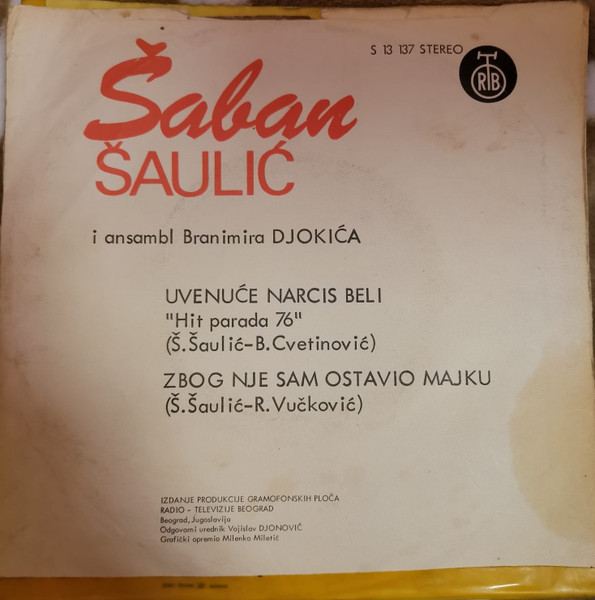 S 13 137 STEREO
RTB
Šaban
ŠAULIĆ
i ansambl Branimira DJOKIĆA
UVENUĆE NARCIS BELI
"Hit parada 76"
(Š.Šaulić-B.Cvetinović)
ZBOG NJE SAM OSTAVIO MAJKU
(Š.Šaulić-R.Vučković)
IZDANJE PRODUKCIJE GRAMOFONSKIH PLOČA
RADIO - TELEVIZIJE BEOGRAD
Beograd, Jugoslavija
Odgovorni urednik Vojislav DJONOVIĆ
Grafički opremio Milenko Miletić